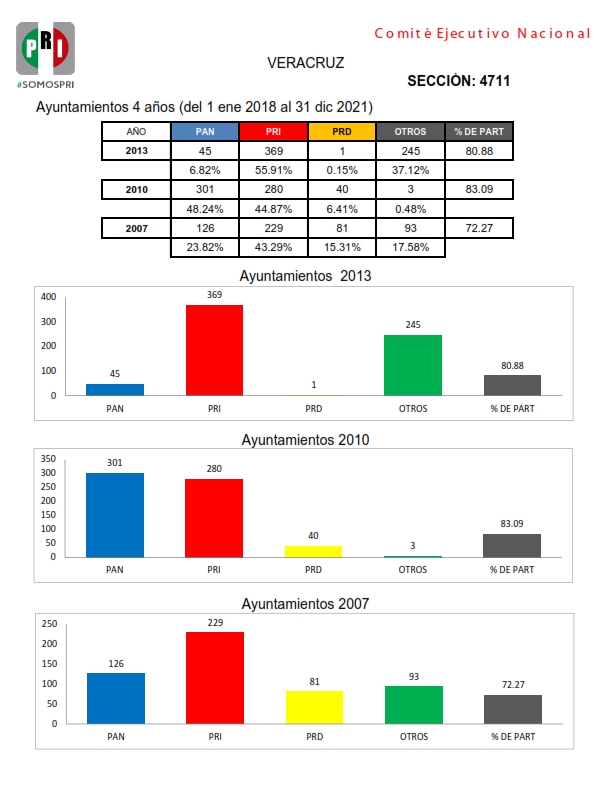 Comité Ejecutivo Nacional
PRI
#SOMOSPRI
VERACRUZ
SECCIÓN: 4711
Ayuntamientos 4 años (del 1 ene 2018 al 31 dic 2021)
AÑO PAN PRI PRD OTROS % DE PART
2013 45 369 1 245 80.88
6.82% 55.91% 0.15% 37.12%
2010 301 280 40 3 83.09
48.24% 44.87% 6.41% 0.48%
2007 126 229 81 93 72.27
23.82% 43.29% 15.31% 17.58%
Ayuntamientos 2013
400
300
200
100
0
45 369 1 245 80.88
PAN PRI PRD OTROS % DE PART
Ayuntamientos 2010
350
300
250
200
150
100
50
0
301 280 40 3 83.09
PAN PRI PRD OTROS % DE PART
Ayuntamientos 2007
250
200
150
100
50
0
126 229 81 93 72.27
PAN PRI PRD OTROS % DE PART